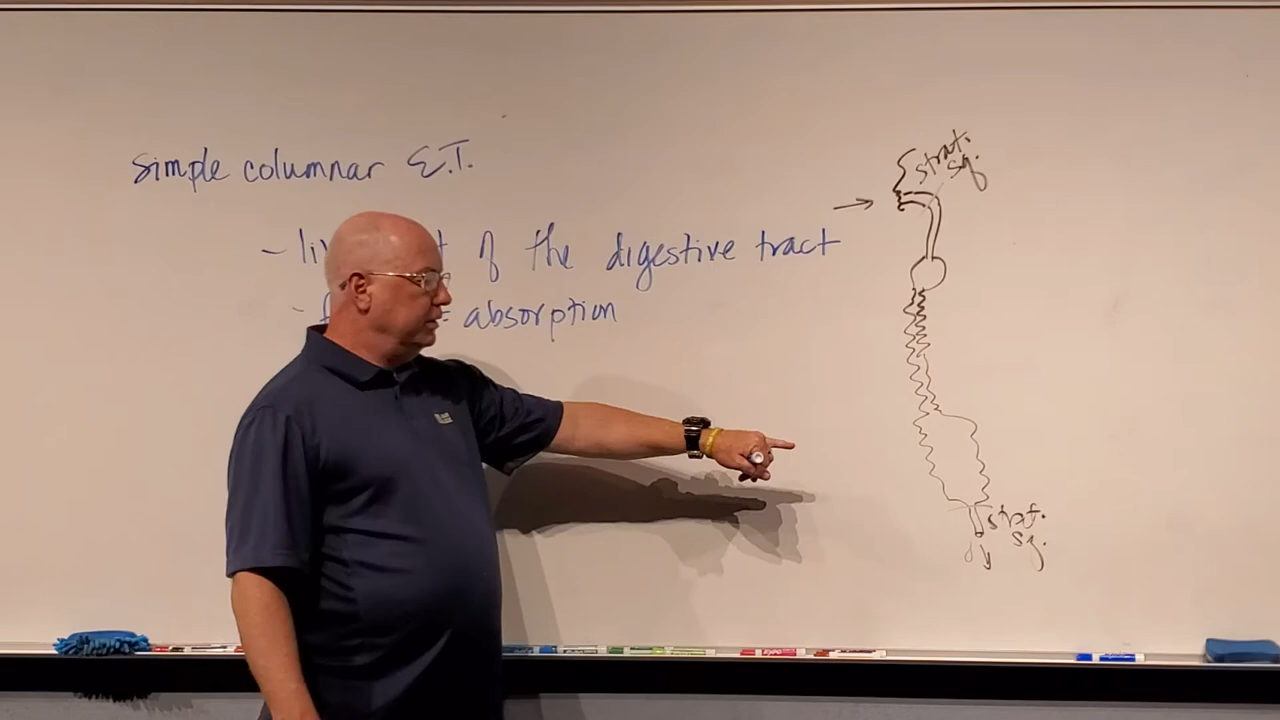 simple columnar E.T.
- li t of the digestive tract
- f = absorption
→ strat.
sq.
strat.
sq.